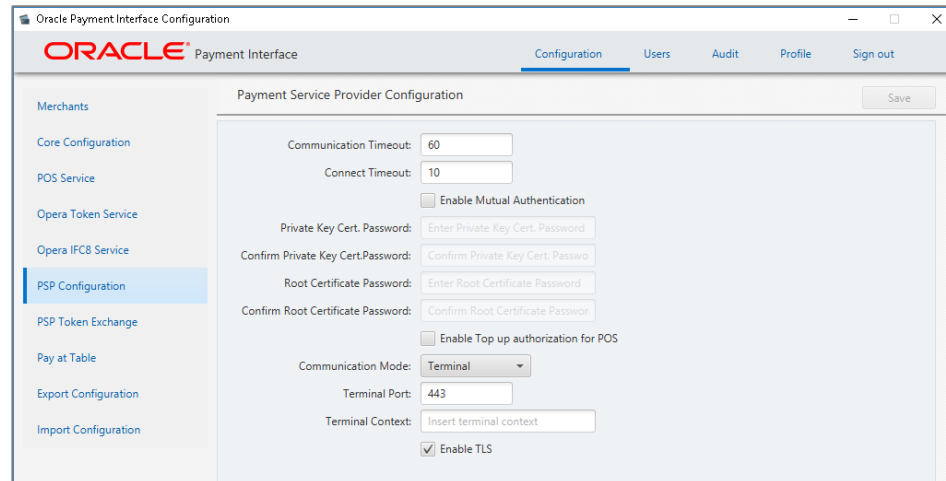 Oracle Payment Interface Configuration
ORACLE® Payment Interface
Configuration Users Audit Profile Sign out
Merchants
Core Configuration
POS Service
Opera Token Service
Opera IFC8 Service
PSP Configuration
PSP Token Exchange
Pay at Table
Export Configuration
Import Configuration
Payment Service Provider Configuration
Save
Communication Timeout: 60
Connect Timeout: 10
Enable Mutual Authentication
Private Key Cert. Password: Enter Private Key Cert. Password
Confirm Private Key Cert.Password: Confirm Private Key Cert. Passwo
Root Certificate Password: Enter Root Certificate Password
Confirm Root Certificate Password: Confirm Root Certificate Passwor
Enable Top up authorization for POS
Communication Mode: Terminal
Terminal Port: 443
Terminal Context: Insert terminal context
Enable TLS